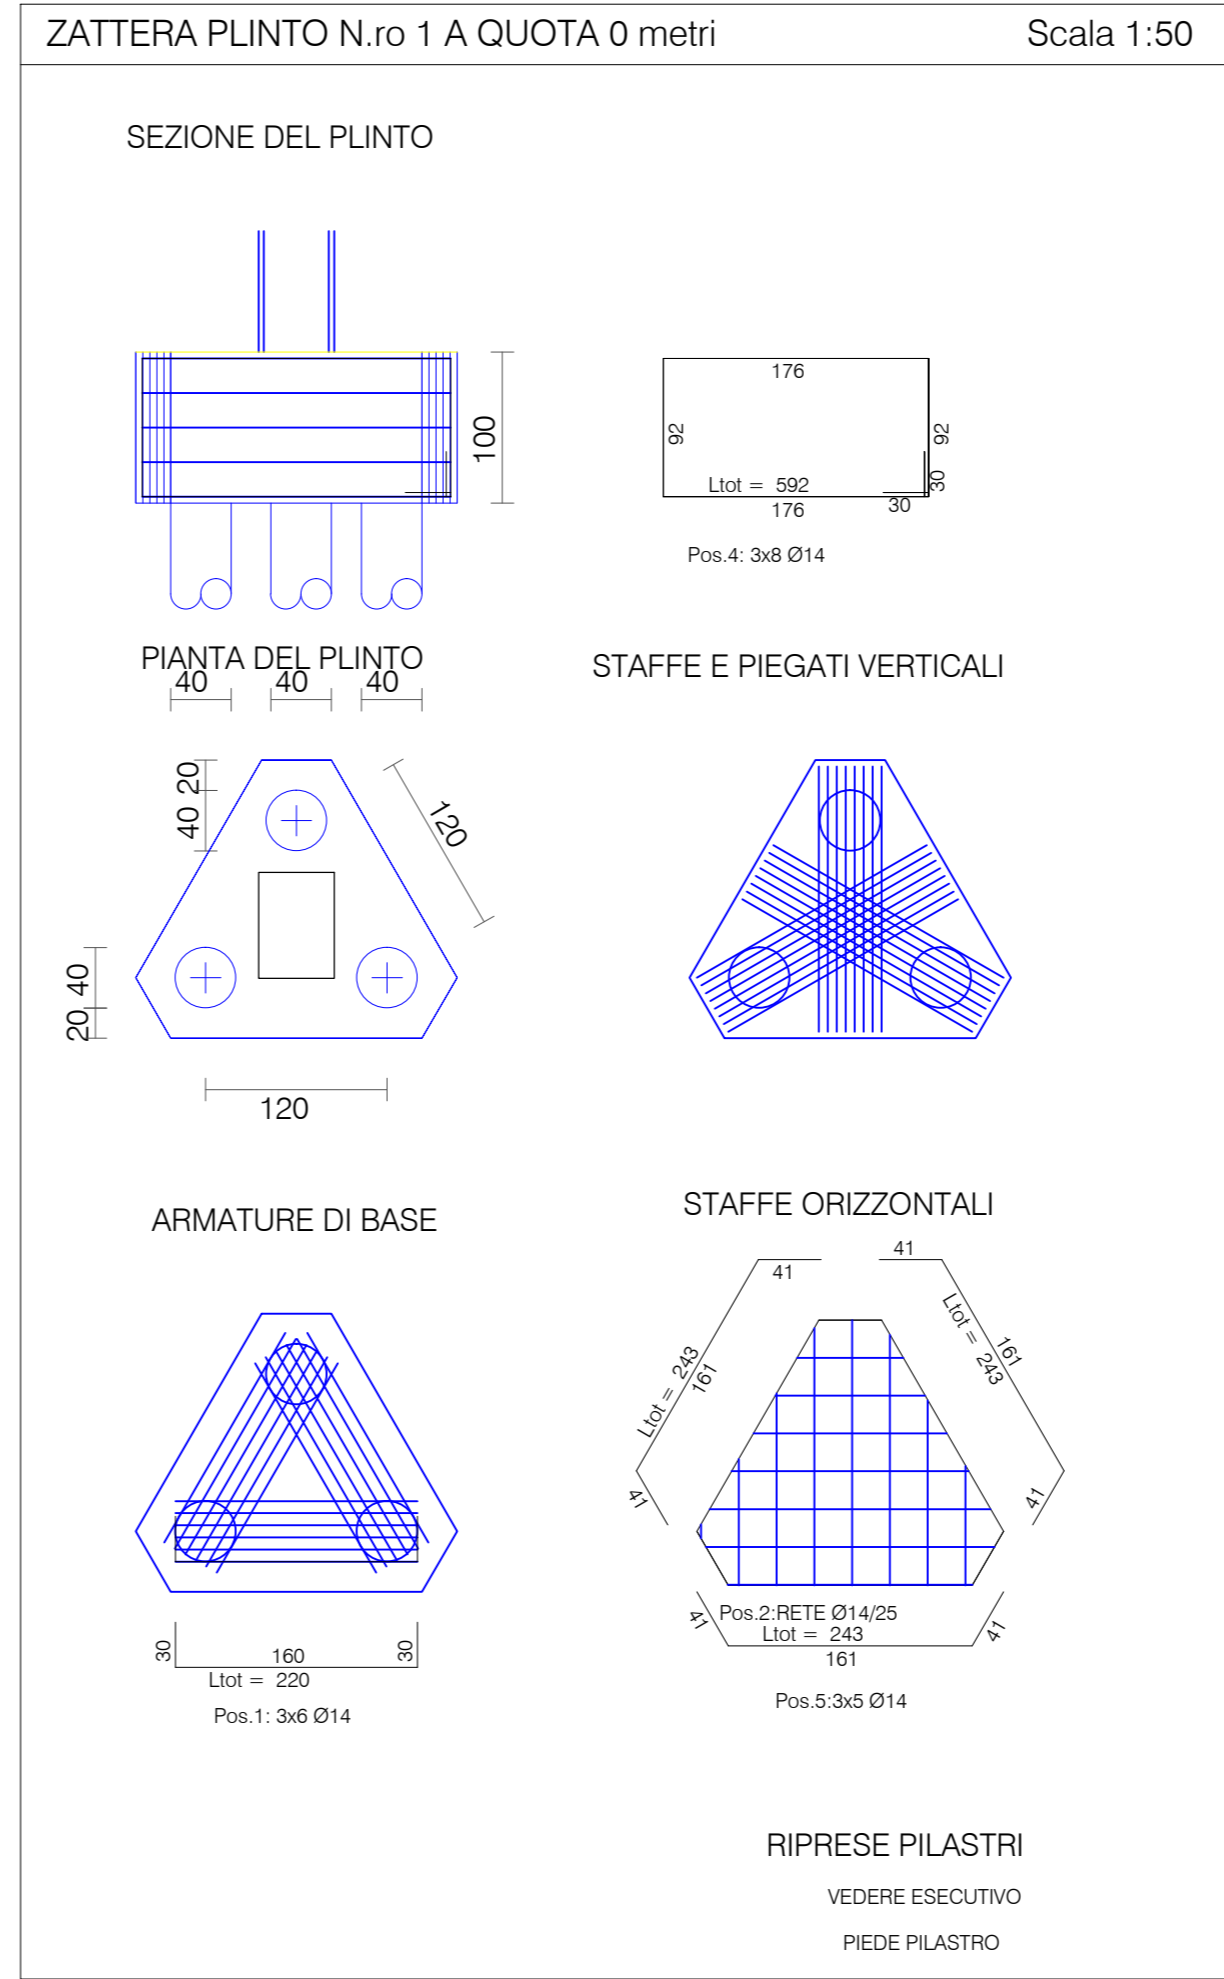 ZATTERA PLINTO N.ro 1 A QUOTA 0 metri
Scala 1:50
SEZIONE DEL PLINTO
100
176
92
92
Ltot = 592
30
30
176
Pos.4: 3x8 Ø14
PIANTA DEL PLINTO
40
40
40
STAFFE E PIEGATI VERTICALI
20
40
120
40
20
120
ARMATURE DI BASE
STAFFE ORIZZONTALI
41
41
Ltot = 243
161
Ltot = 243
161
41
41
41
Pos.2:RETE Ø14/25
Ltot = 243
41
161
30
160
30
Ltot = 220
Pos.1: 3x6 Ø14
Pos.5:3x5 Ø14
RIPRESE PILASTRI
VEDERE ESECUTIVO
PIEDE PILASTRO